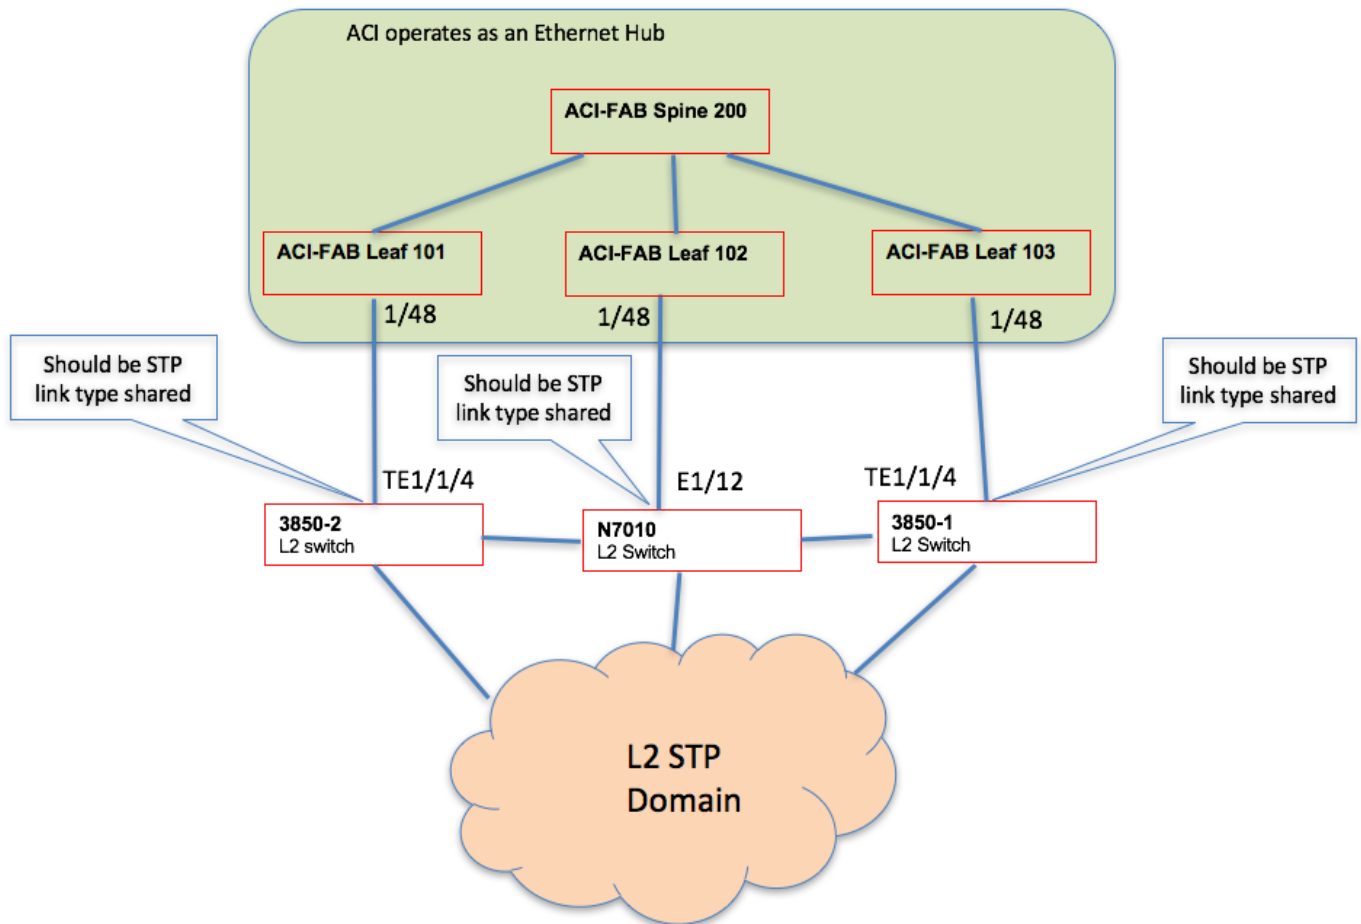 ACI operates as an Ethernet Hub
ACI-FAB Spine 200
ACI-FAB Leaf 101
ACI-FAB Leaf 102
ACI-FAB Leaf 103
1/48
1/48
1/48
Should be STP
link type shared
Should be STP
link type shared
Should be STP
link type shared
TE1/1/4
E1/12
TE1/1/4
3850-2
L2 switch
N7010
L2 Switch
3850-1
L2 Switch
L2 STP
Domain